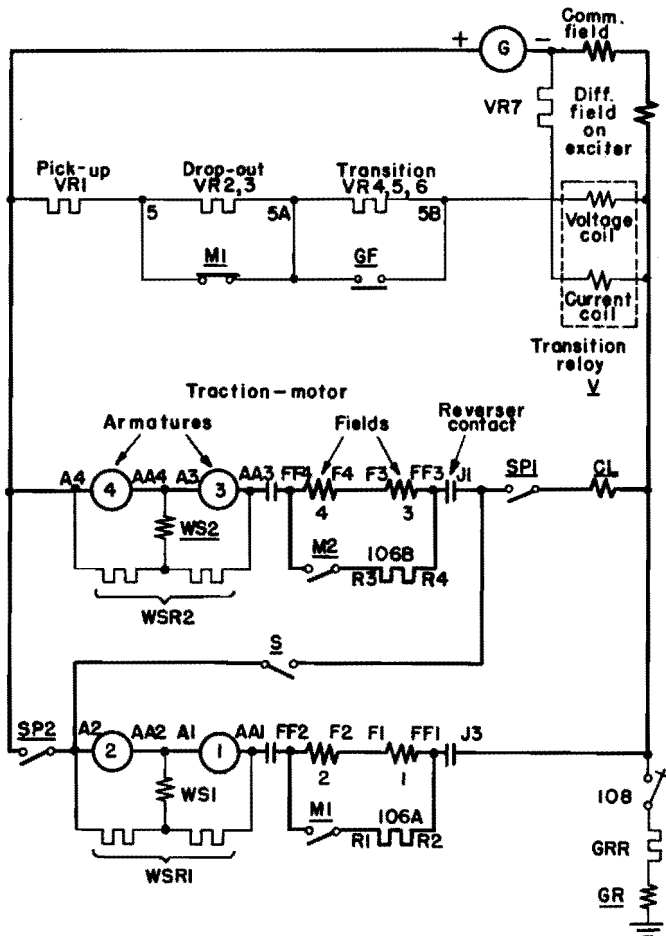 Comm.
field
+ G -
VR7
Diff.
field
on
exciter
Pick-up
VR1
Drop-out
VR2,3
Transition
VR4,5,6
5
5A
5B
Voltage
coil
M1
GF
Current
coil
Transition
reloy
V
Traction-motor
Armatures
Fields
Reverser
contact
A4 4 AA4 A3 3 AA3 FF4 F4 F3 FF3 J1 SP1 CL
4 3
WS2
M2 106B
R3 R4
WSR2
S
SP2 A2 2 AA2 A1 1 AA1 FF2 F2 F1 FF1 J3
2 1
WS1
M1 106A
R1 R2
WSR1
108
GRR
GR